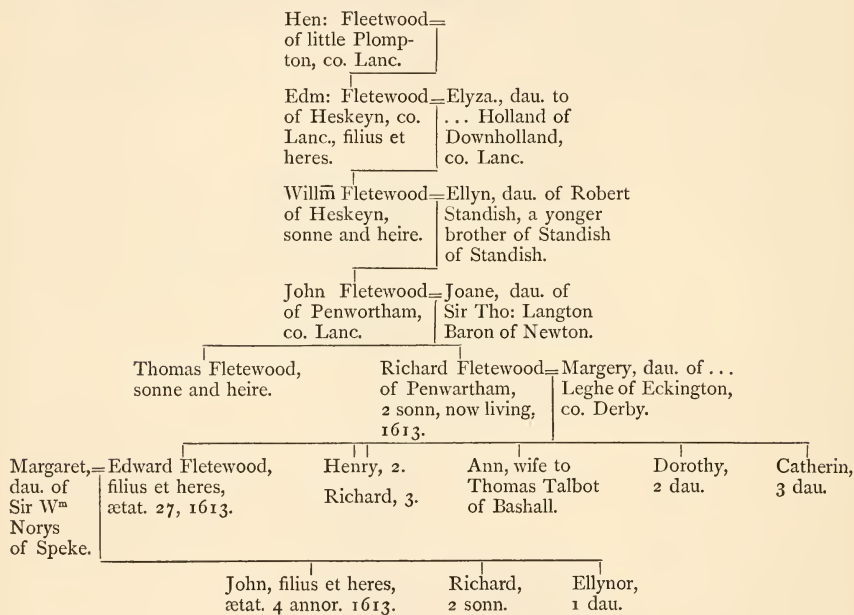 Hen: Fleetwood=
of little Plomp-
ton, co. Lanc.
Edm: Fletewood=Elyza., dau. to
of Heskeyn, co.
Lanc., filius et
heres.
... Holland of
Downholland,
co. Lanc.
Willm̄ Fletewood=Ellyn, dau. of Robert
of Heskeyn,
sonne and heire.
Standish, a yonger
brother of Standish
of Standish.
John Fletewood=Joane, dau. of
of Penwortham,
co. Lanc.
Sir Tho: Langton
Baron of Newton.
Thomas Fletewood,
sonne and heire.
Richard Fletewood=Margery, dau. of ...
of Penwartham,
2 sonn, now living,
1613.
Leghe of Eckington,
co. Derby.
Margaret,=Edward Fletewood,
dau. of
Sir Wᵐ
Norys
of Speke.
filius et heres,
ætat. 27, 1613.
Henry, 2.
Richard, 3.
Ann, wife to
Thomas Talbot
of Bashall.
Dorothy,
2 dau.
Catherin,
3 dau.
John, filius et heres,
ætat. 4 annor. 1613.
Richard,
2 sonn.
Ellynor,
1 dau.